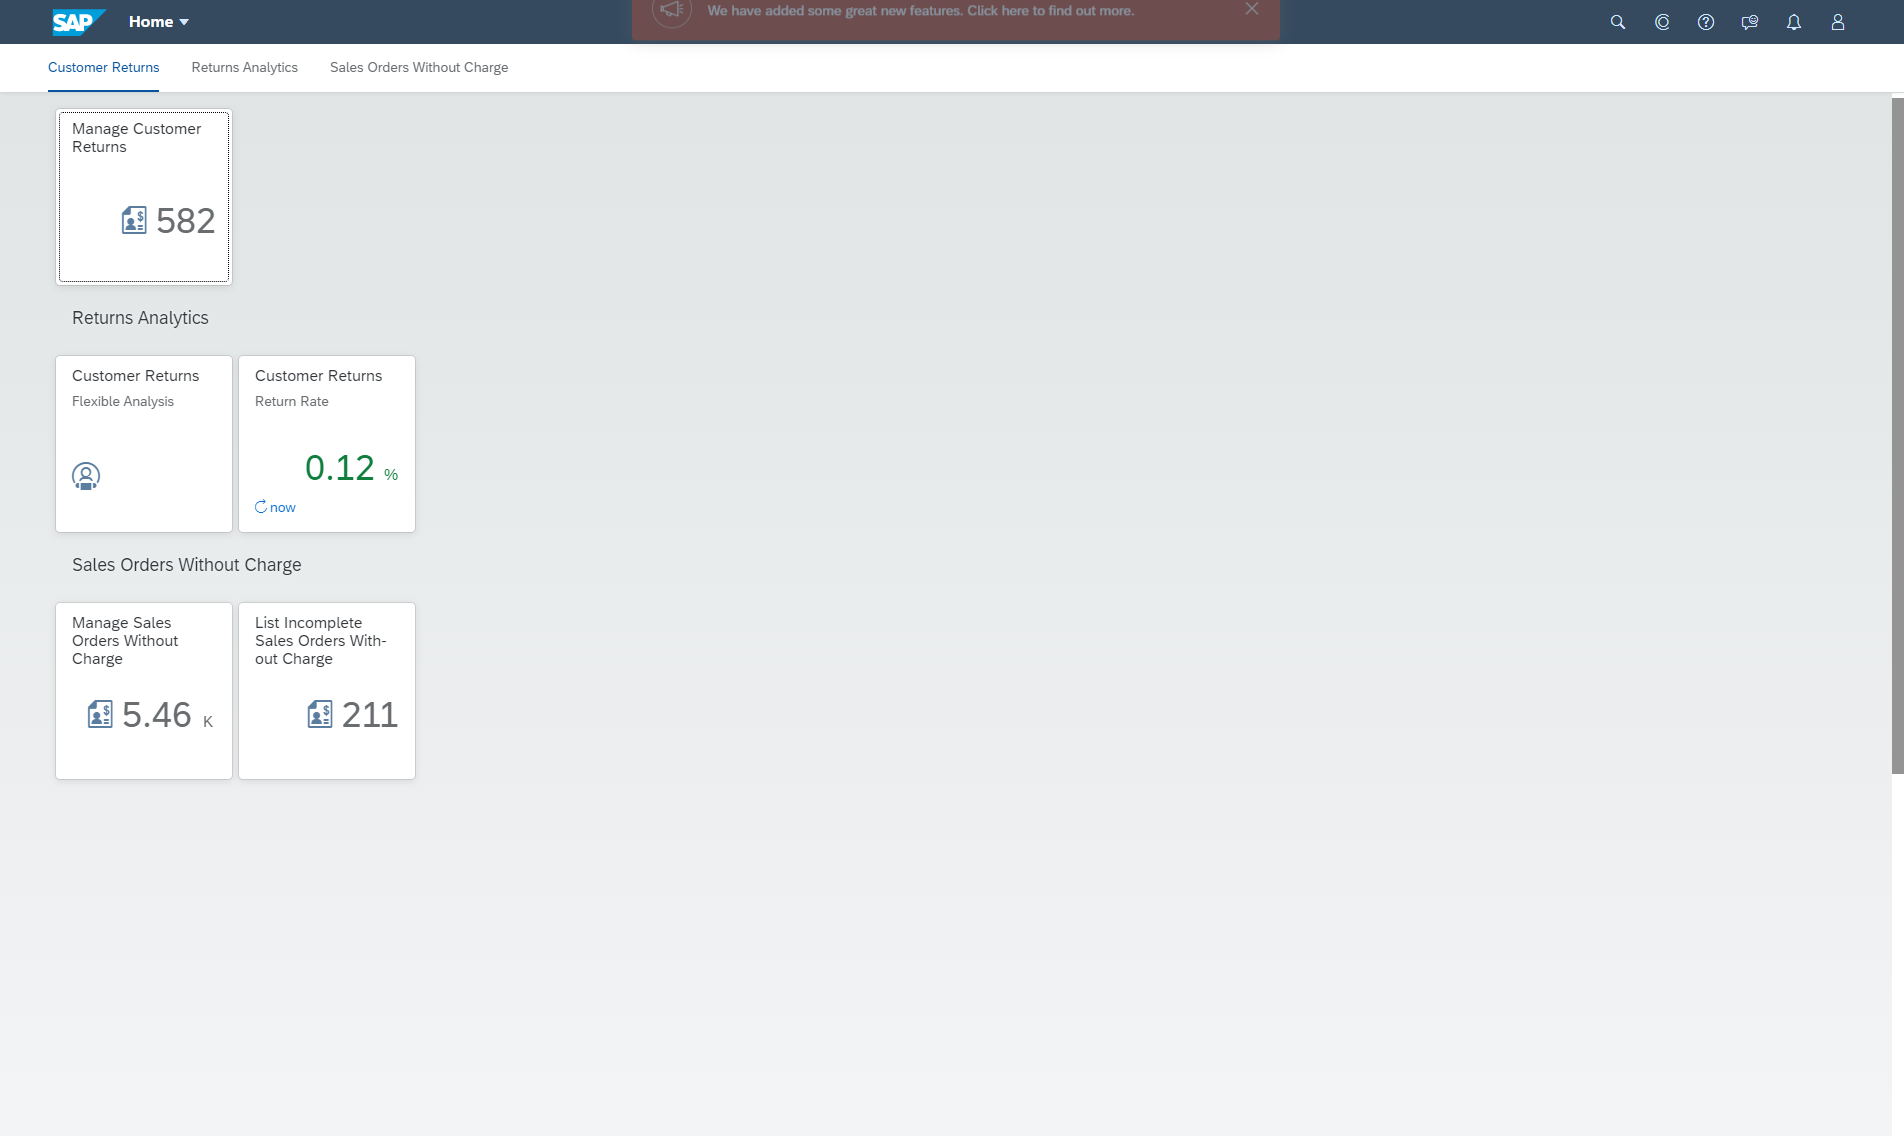 SAP
Home
We have added some great new features. Click here to find out more.
Customer Returns
Returns Analytics
Sales Orders Without Charge
Manage Customer
Returns
582
Returns Analytics
Customer Returns
Flexible Analysis
Customer Returns
Return Rate
0.12 %
now
Sales Orders Without Charge
Manage Sales
Orders Without
Charge
5.46 K
List Incomplete
Sales Orders With-
out Charge
211